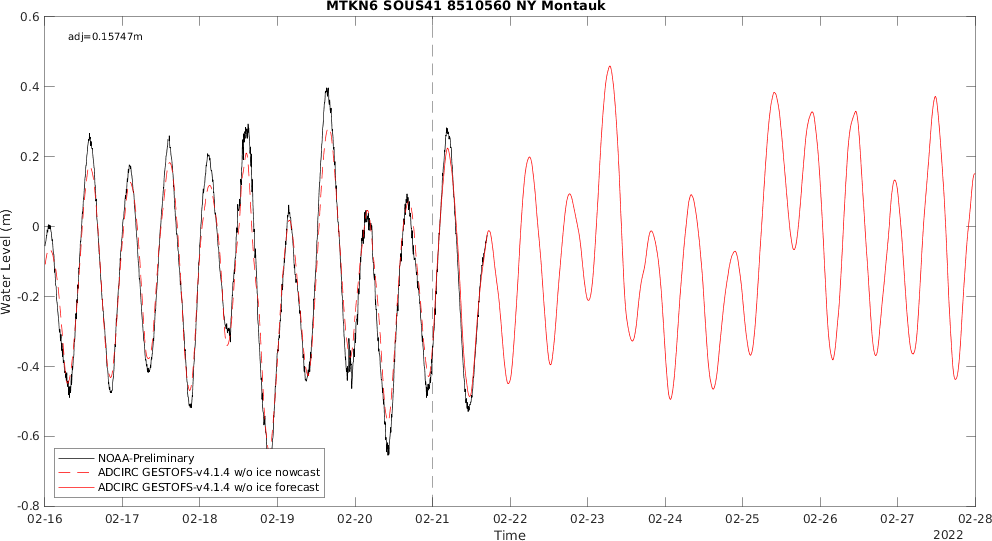 MTKN6 SOUS41 8510560 NY Montauk
adj=0.15747m
0.6
0.4
0.2
0
-0.2
-0.4
-0.6
-0.8
Water Level (m)
NOAA-Preliminary
ADCIRC GESTOFS-v4.1.4 w/o ice nowcast
ADCIRC GESTOFS-v4.1.4 w/o ice forecast
02-16 02-17 02-18 02-19 02-20 02-21 02-22 02-23 02-24 02-25 02-26 02-27 02-28
Time
2022